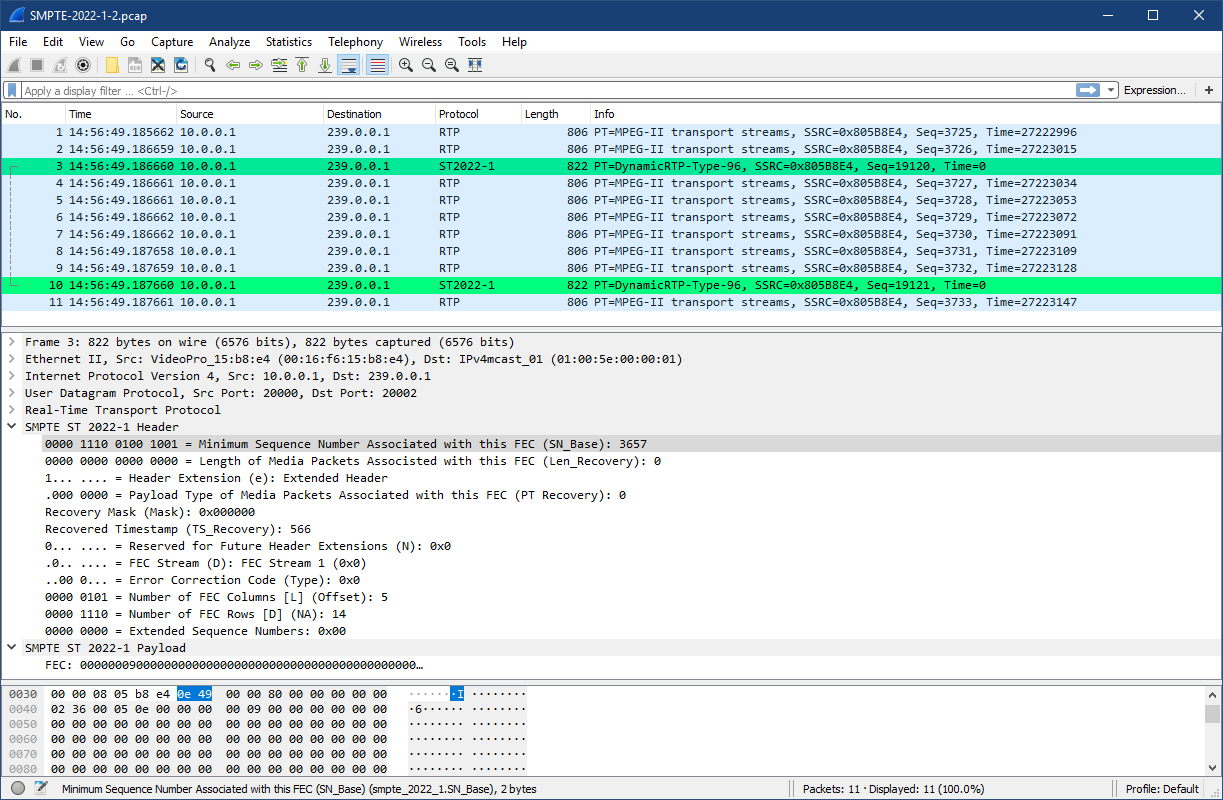 SMPTE-2022-1-2.pcap
File Edit View Go Capture Analyze Statistics Telephony Wireless Tools Help
Apply a display filter ... <Ctrl-/> Expression... +
No. Time Source Destination Protocol Length Info
1 14:56:49.185662 10.0.0.1 239.0.0.1 RTP 806 PT=MPEG-II transport streams, SSRC=0x805B8E4, Seq=3725, Time=27222996
2 14:56:49.186659 10.0.0.1 239.0.0.1 RTP 806 PT=MPEG-II transport streams, SSRC=0x805B8E4, Seq=3726, Time=27223015
3 14:56:49.186660 10.0.0.1 239.0.0.1 ST2022-1 822 PT=DynamicRTP-Type-96, SSRC=0x805B8E4, Seq=19120, Time=0
4 14:56:49.186660 10.0.0.1 239.0.0.1 RTP 806 PT=MPEG-II transport streams, SSRC=0x805B8E4, Seq=3727, Time=27223034
5 14:56:49.186661 10.0.0.1 239.0.0.1 RTP 806 PT=MPEG-II transport streams, SSRC=0x805B8E4, Seq=3728, Time=27223053
6 14:56:49.186662 10.0.0.1 239.0.0.1 RTP 806 PT=MPEG-II transport streams, SSRC=0x805B8E4, Seq=3729, Time=27223072
7 14:56:49.186662 10.0.0.1 239.0.0.1 RTP 806 PT=MPEG-II transport streams, SSRC=0x805B8E4, Seq=3730, Time=27223091
8 14:56:49.187658 10.0.0.1 239.0.0.1 RTP 806 PT=MPEG-II transport streams, SSRC=0x805B8E4, Seq=3731, Time=27223109
9 14:56:49.187659 10.0.0.1 239.0.0.1 RTP 806 PT=MPEG-II transport streams, SSRC=0x805B8E4, Seq=3732, Time=27223128
10 14:56:49.187660 10.0.0.1 239.0.0.1 ST2022-1 822 PT=DynamicRTP-Type-96, SSRC=0x805B8E4, Seq=19121, Time=0
11 14:56:49.187661 10.0.0.1 239.0.0.1 RTP 806 PT=MPEG-II transport streams, SSRC=0x805B8E4, Seq=3733, Time=27223147
Frame 3: 822 bytes on wire (6576 bits), 822 bytes captured (6576 bits)
Ethernet II, Src: VideoPro_15:b8:e4 (00:16:f6:15:b8:e4), Dst: IPv4mcast_01 (01:00:5e:00:00:01)
Internet Protocol Version 4, Src: 10.0.0.1, Dst: 239.0.0.1
User Datagram Protocol, Src Port: 20000, Dst Port: 20002
Real-Time Transport Protocol
SMPTE ST 2022-1 Header
0000 1110 0100 1001 = Minimum Sequence Number Associated with this FEC (SN_Base): 3657
0000 0000 0000 0000 = Length of Media Packets Assoicted with this FEC (Len_Recovery): 0
1... .... = Header Extension (e): Extended Header
.000 0000 = Payload Type of Media Packets Associated with this FEC (PT Recovery): 0
Recovery Mask (Mask): 0x000000
Recovered Timestamp (TS_Recovery): 566
0... .... = Reserved for Future Header Extensions (N): 0x0
.0.. .... = FEC Stream (D): FEC Stream 1 (0x0)
..00 0... = Error Correction Code (Type): 0x0
0000 0101 = Number of FEC Columns [L] (Offset): 5
0000 1110 = Number of FEC Rows [D] (NA): 14
0000 0000 = Extended Sequence Numbers: 0x00
SMPTE ST 2022-1 Payload
FEC: 000000090000000000000000000000000000000000000000…
0030 00 00 08 05 b8 e4 0e 49 00 00 80 00 00 00 00 00 ·······I ········
0040 02 36 00 05 0e 00 00 00 00 09 00 00 00 00 00 00 ·6······ ········
0050 00 00 00 00 00 00 00 00 00 00 00 00 00 00 00 00 ········ ········
0060 00 00 00 00 00 00 00 00 00 00 00 00 00 00 00 00 ········ ········
0070 00 00 00 00 00 00 00 00 00 00 00 00 00 00 00 00 ········ ········
0080 00 00 00 00 00 00 00 00 00 00 00 00 00 00 00 00 ········ ········
Minimum Sequence Number Associated with this FEC (SN_Base) (smpte_2022_1.SN_Base), 2 bytes Packets: 11 · Displayed: 11 (100.0%) Profile: Default